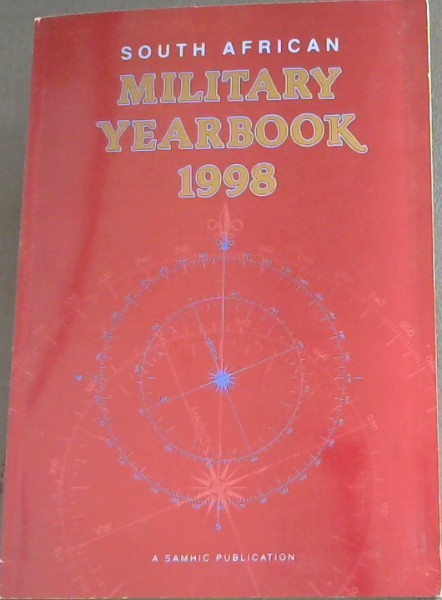 SOUTH AFRICAN
MILITARY
YEARBOOK
1998
A SAMHIC PUBLICATION